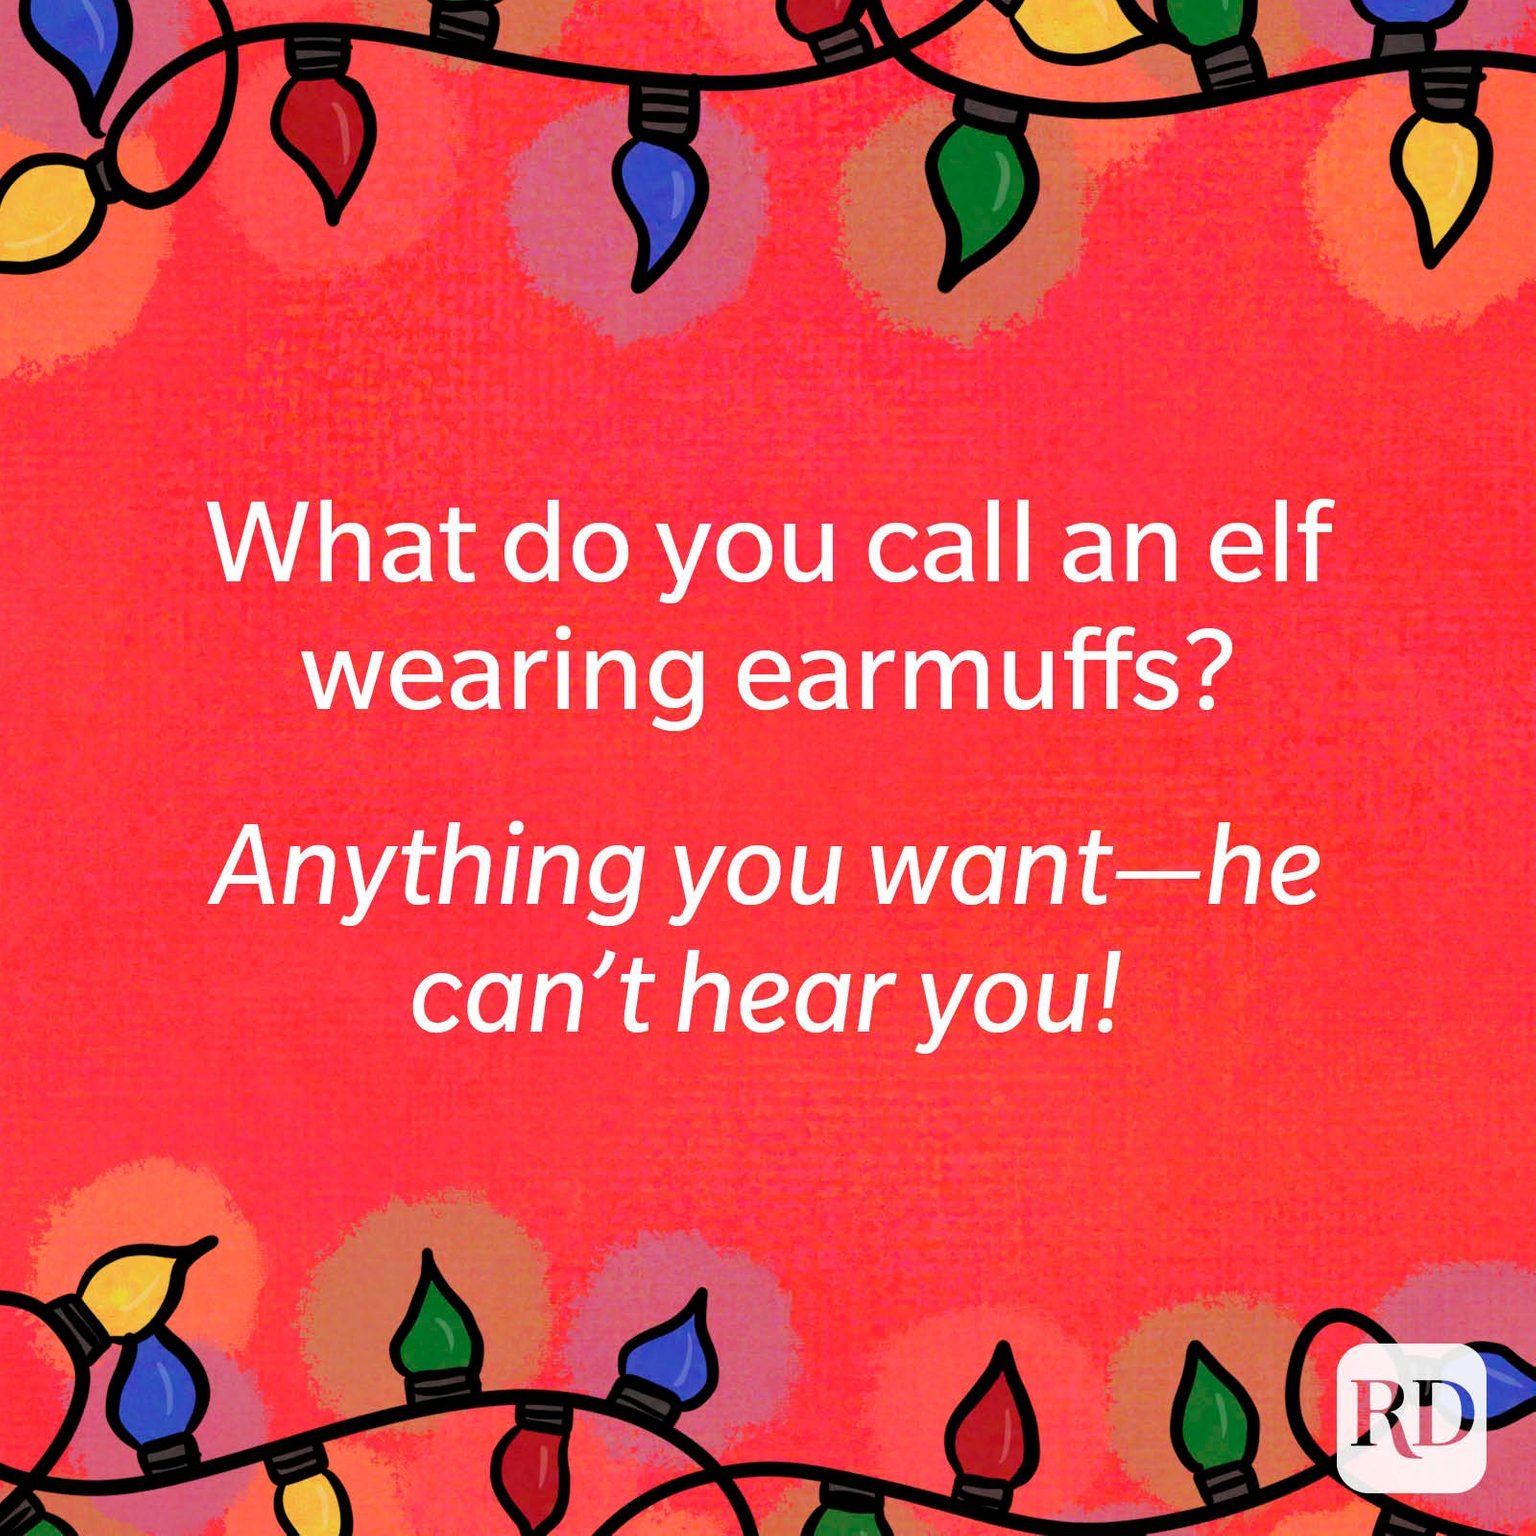 What do you call an elf
wearing earmuffs?
Anything you want—he
can’t hear you!
RD